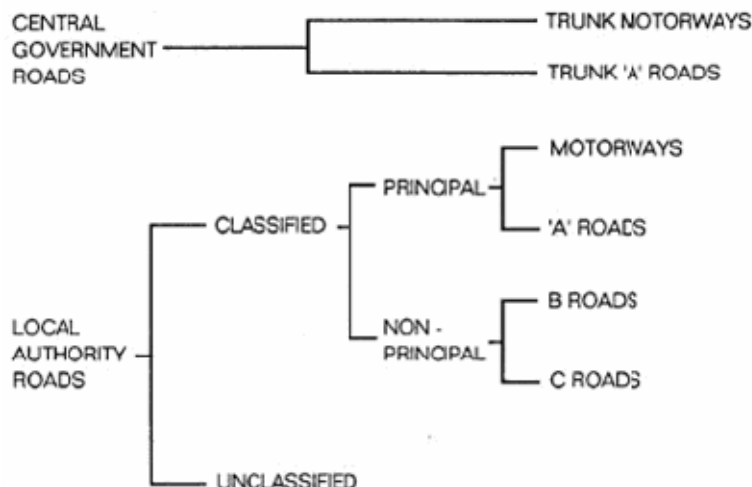 CENTRAL
GOVERNMENT
ROADS
TRUNK MOTORWAYS
TRUNK 'A' ROADS
MOTORWAYS
PRINCIPAL
CLASSIFIED
'A' ROADS
B ROADS
LOCAL
AUTHORITY
ROADS
NON -
PRINCIPAL
C ROADS
UNCLASSIFIED